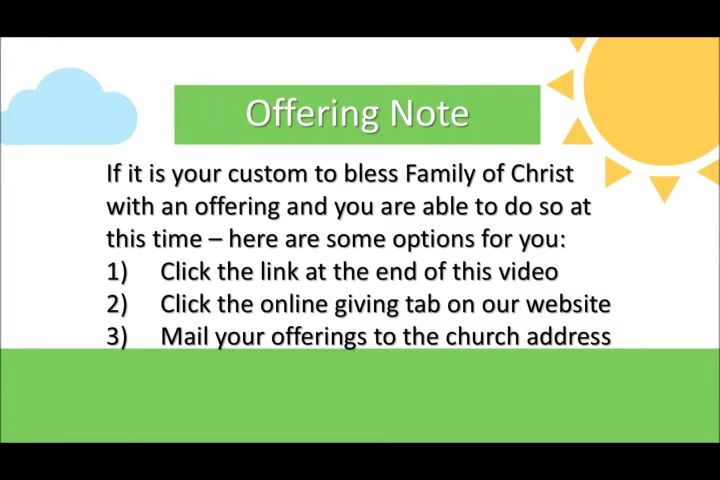 Offering Note
If it is your custom to bless Family of Christ
with an offering and you are able to do so at
this time – here are some options for you:
1) Click the link at the end of this video
2) Click the online giving tab on our website
3) Mail your offerings to the church address